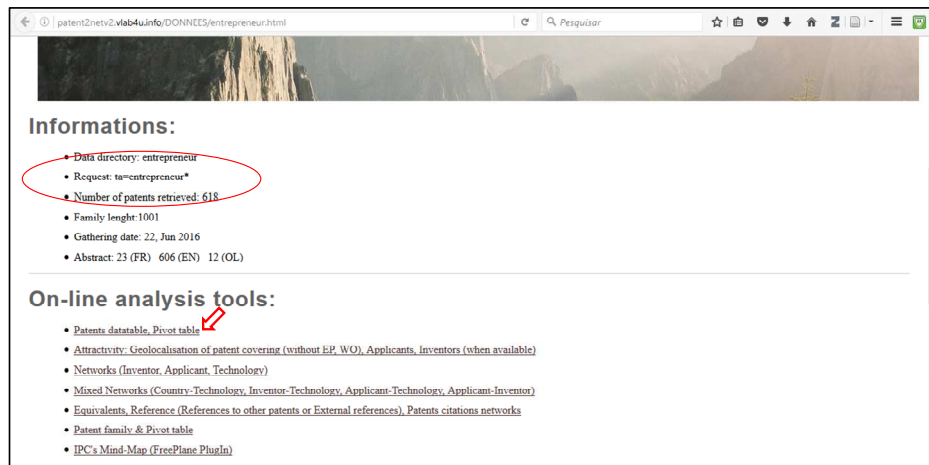 patent2netv2.vlab4u.info/DONNEES/entrepreneur.html
Pesquisar
Informations:
• Data directory: entrepreneur
• Request: ta=entrepreneur*
• Number of patents retrieved: 618
• Family lenght:1001
• Gathering date: 22, Jun 2016
• Abstract: 23 (FR) 606 (EN) 12 (OL)
On-line analysis tools:
• Patents datatable, Pivot table
• Attractivity: Geolocalisation of patent covering (without EP, WO), Applicants, Inventors (when available)
• Networks (Inventor, Applicant, Technology)
• Mixed Networks (Country-Technology, Inventor-Technology, Applicant-Technology, Applicant-Inventor)
• Equivalents, Reference (References to other patents or External references), Patents citations networks
• Patent family & Pivot table
• IPC's Mind-Map (FreePlane PlugIn)